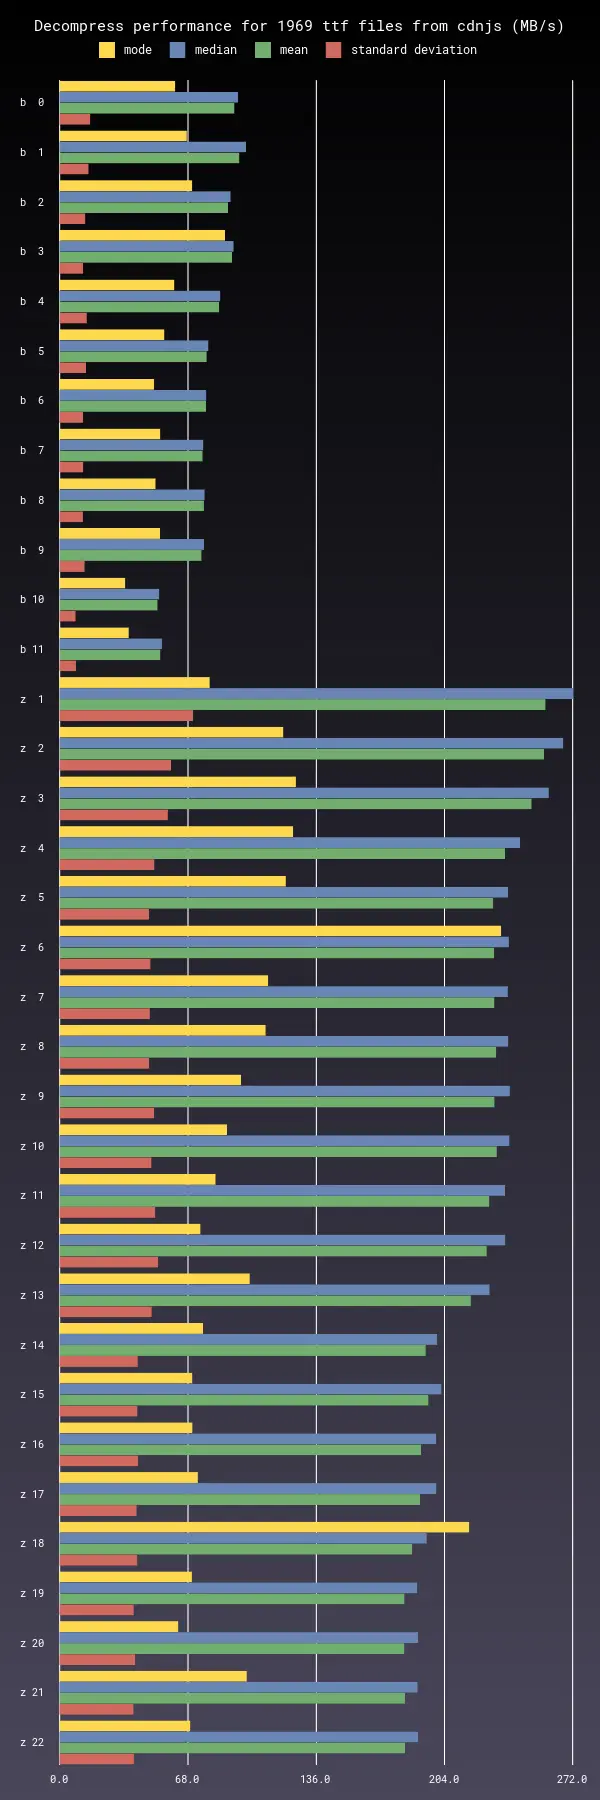 Decompress performance for 1969 ttf files from cdnjs (MB/s)
mode median mean standard deviation
b 0
b 1
b 2
b 3
b 4
b 5
b 6
b 7
b 8
b 9
b 10
b 11
z 1
z 2
z 3
z 4
z 5
z 6
z 7
z 8
z 9
z 10
z 11
z 12
z 13
z 14
z 15
z 16
z 17
z 18
z 19
z 20
z 21
z 22
0.0 68.0 136.0 204.0 272.0